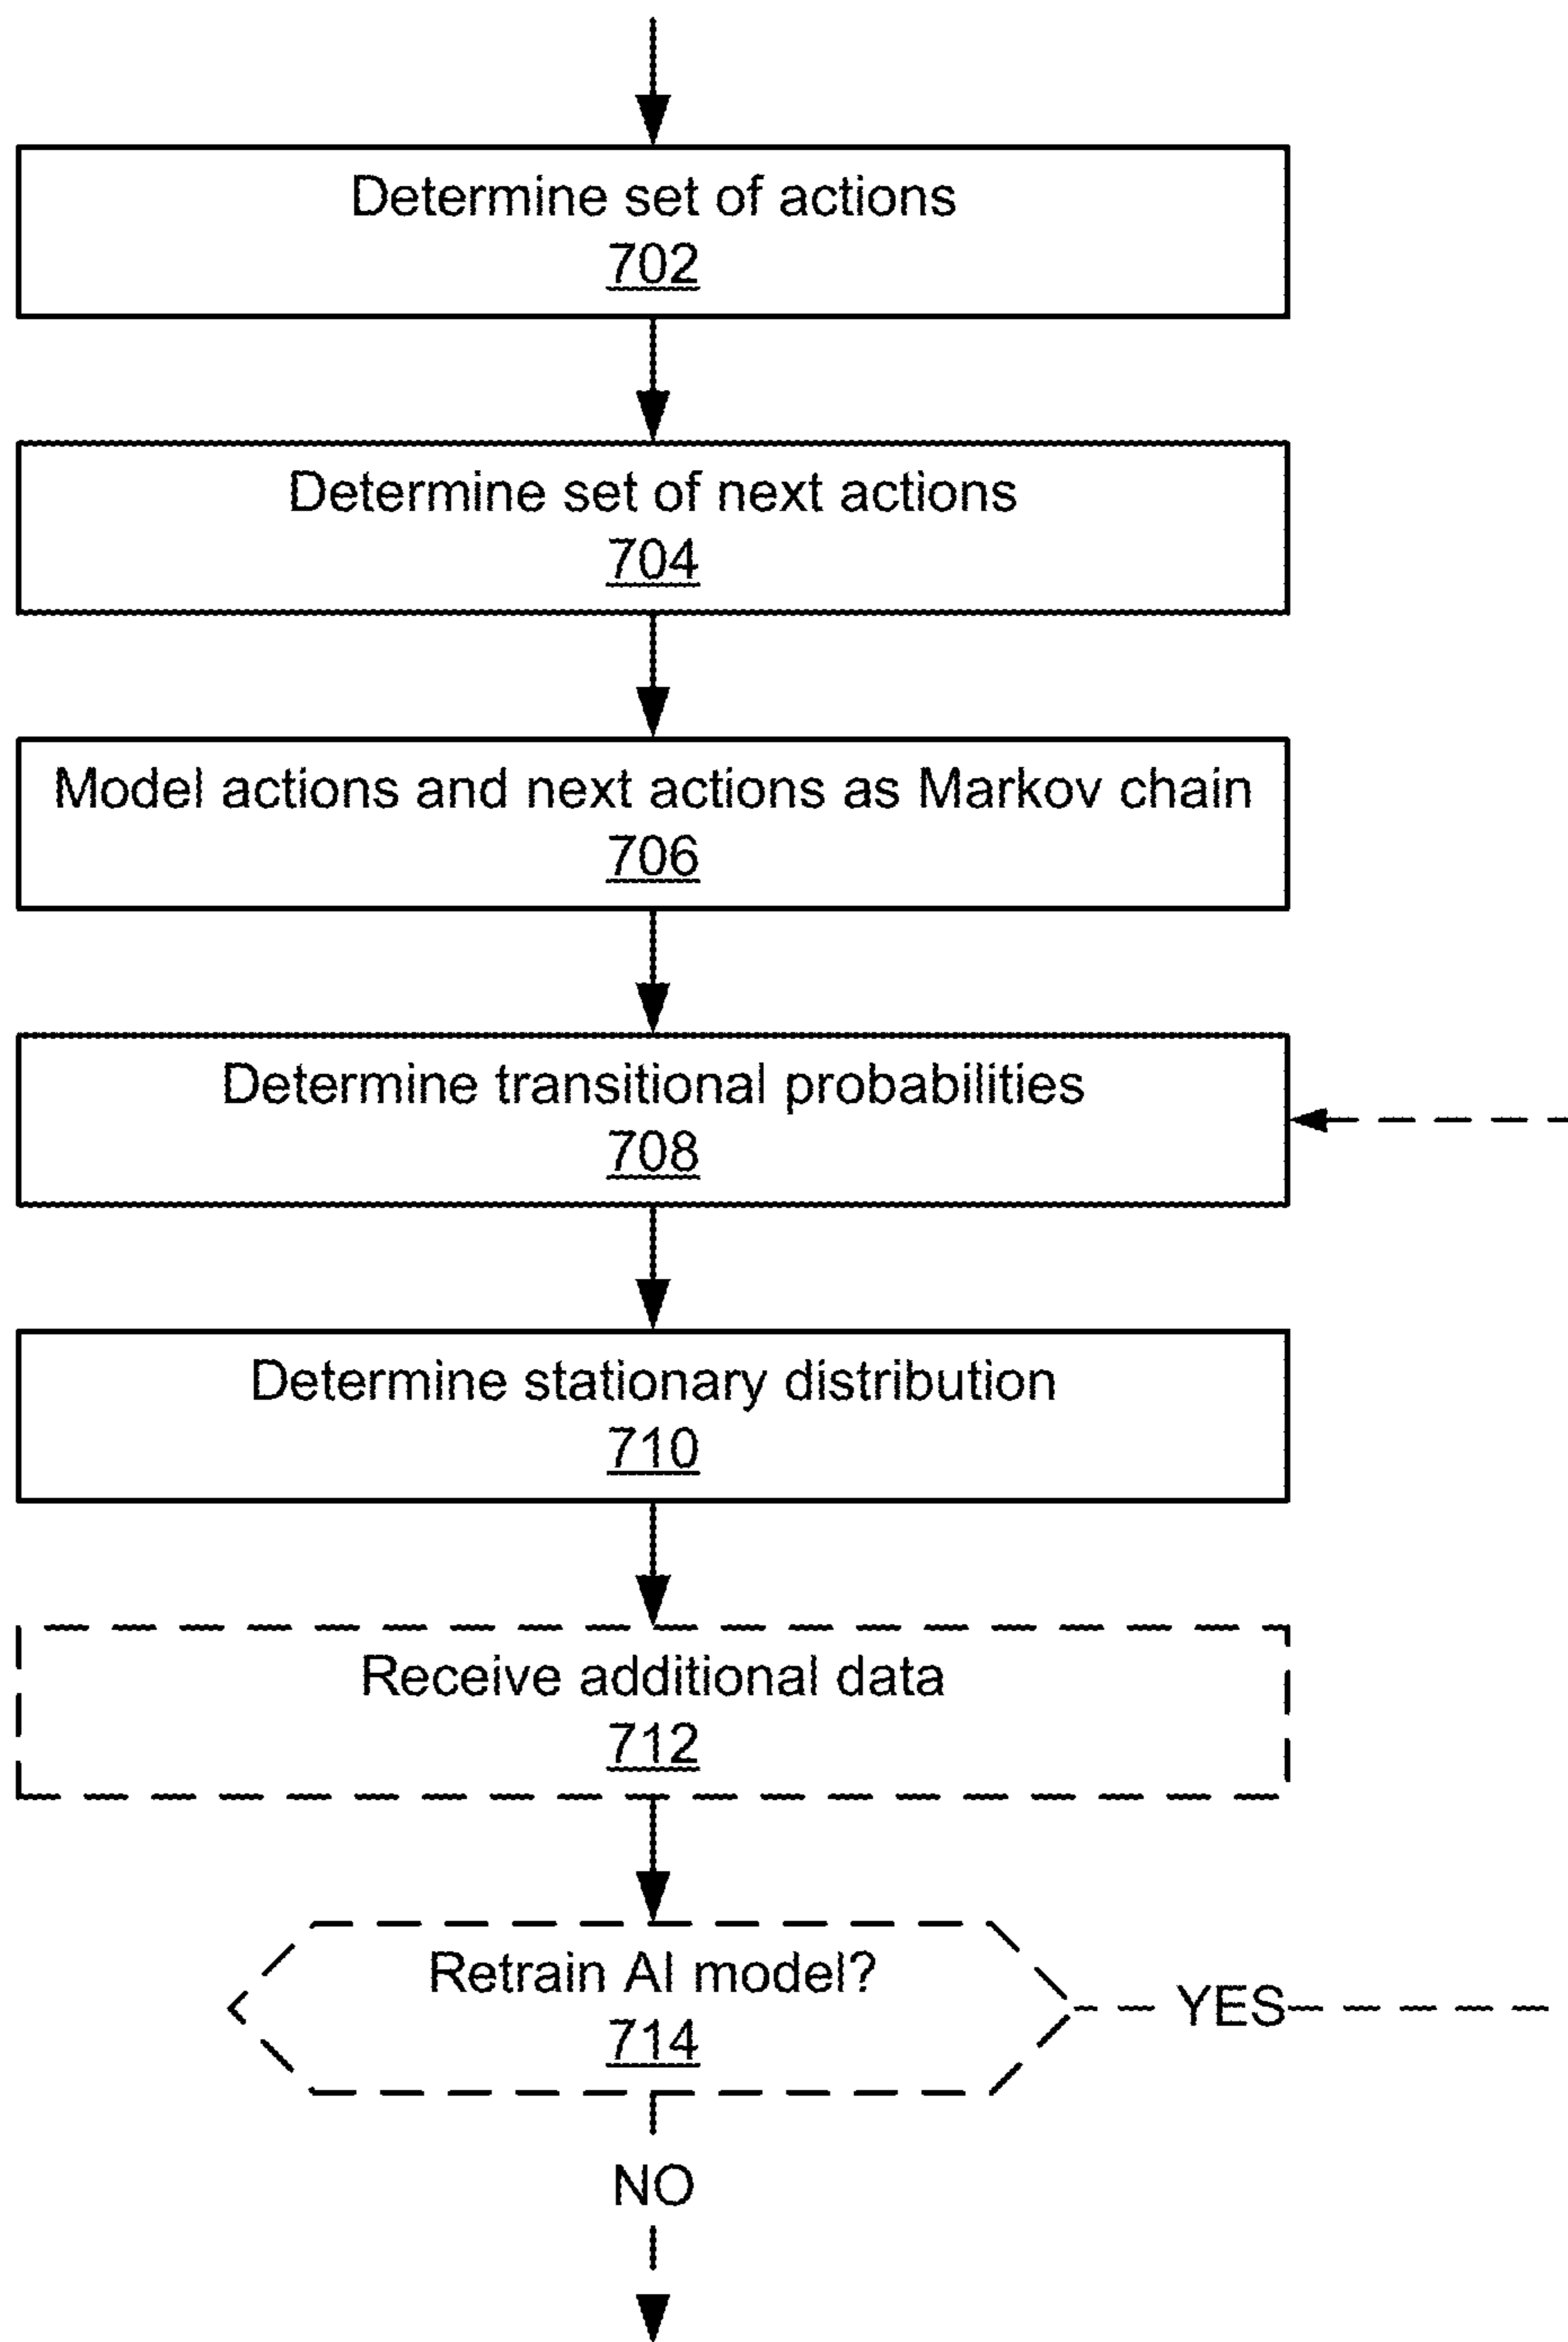 Determine set of actions
702
Determine set of next actions
704
Model actions and next actions as Markov chain
706
Determine transitional probabilities
708
Determine stationary distribution
710
Receive additional data
712
Retrain AI model?
714
YES
NO